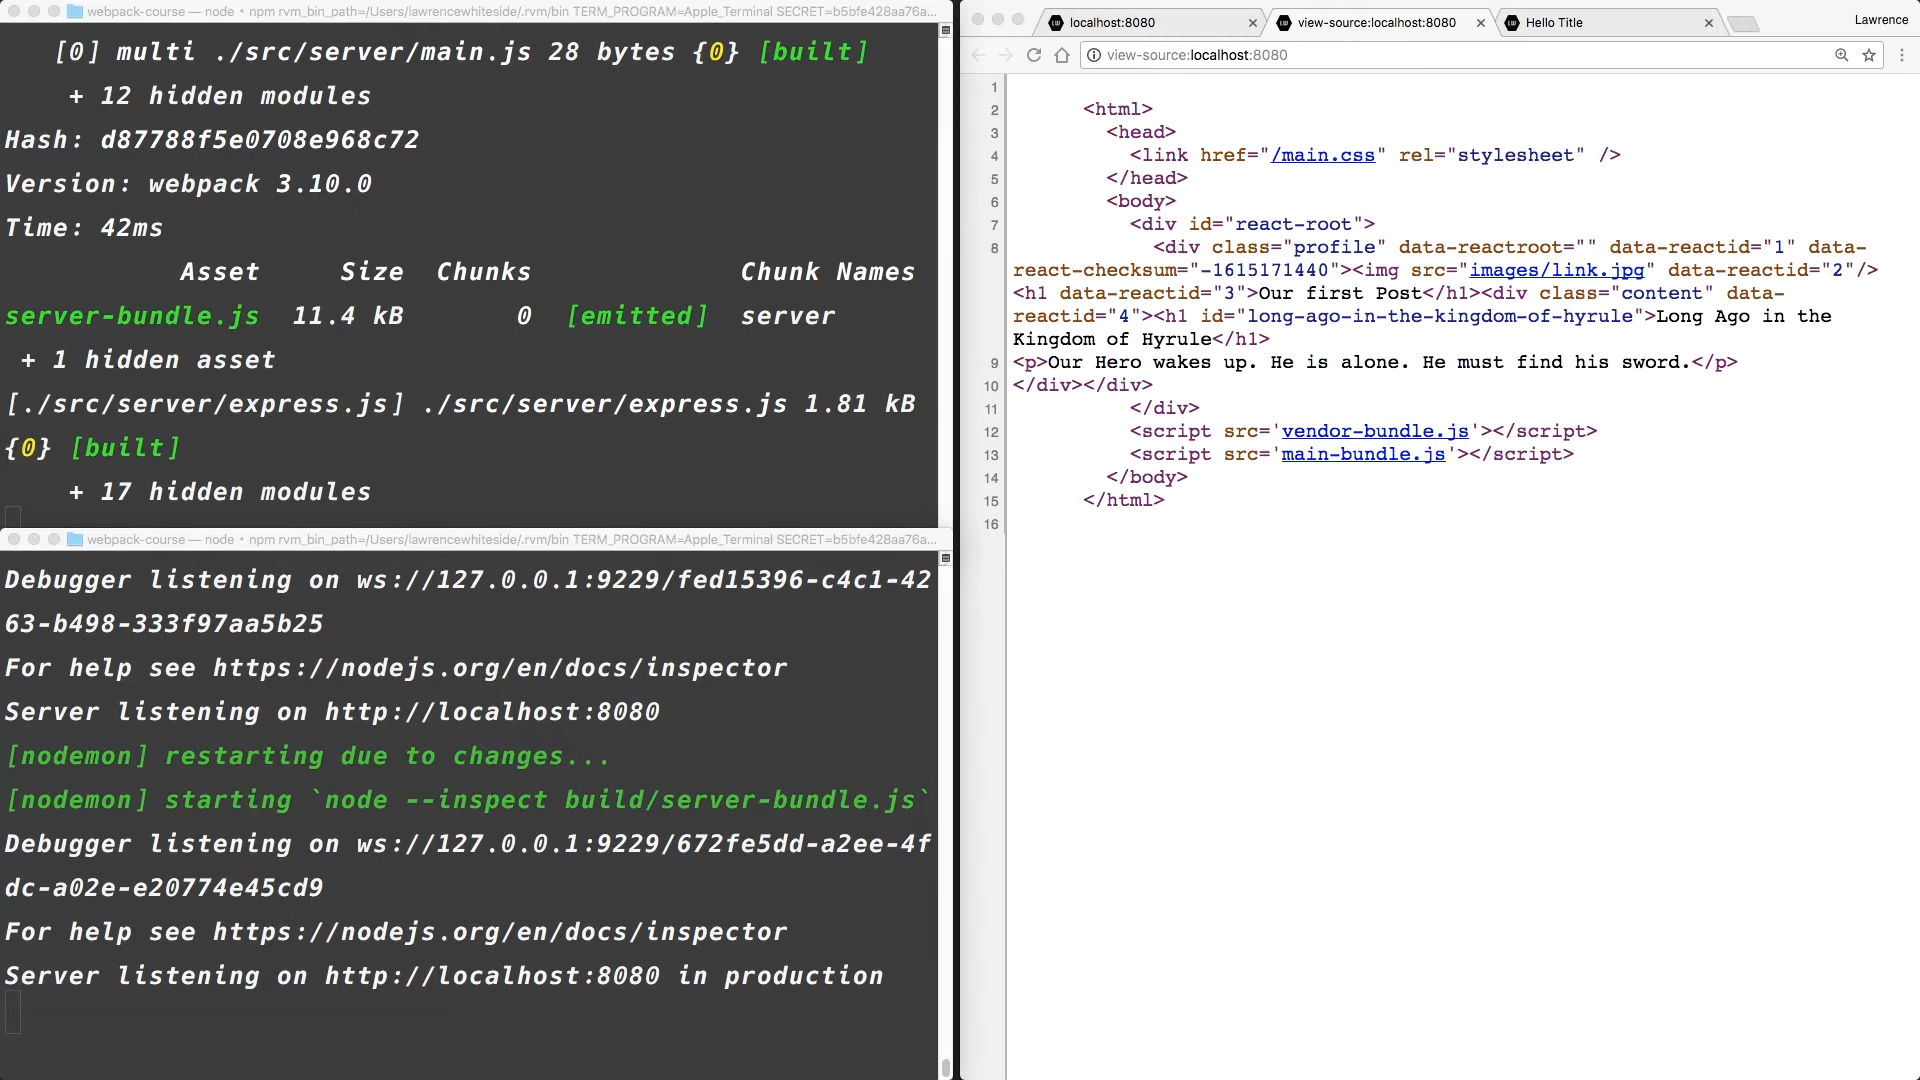 webpack-course — node • npm rvm_bin_path=/Users/lawrencewhiteside/.rvm/bin TERM_PROGRAM=Apple_Terminal SECRET=b5bfe428aa76a...
[0] multi ./src/server/main.js 28 bytes {0} [built]
+ 12 hidden modules
Hash: d87788f5e0708e968c72
Version: webpack 3.10.0
Time: 42ms
Asset Size Chunks Chunk Names
server-bundle.js 11.4 kB 0 [emitted] server
+ 1 hidden asset
[./src/server/express.js] ./src/server/express.js 1.81 kB
{0} [built]
+ 17 hidden modules
webpack-course — node • npm rvm_bin_path=/Users/lawrencewhiteside/.rvm/bin TERM_PROGRAM=Apple_Terminal SECRET=b5bfe428aa76a...
Debugger listening on ws://127.0.0.1:9229/fed15396-c4c1-42
63-b498-333f97aa5b25
For help see https://nodejs.org/en/docs/inspector
Server listening on http://localhost:8080
[nodemon] restarting due to changes...
[nodemon] starting `node --inspect build/server-bundle.js`
Debugger listening on ws://127.0.0.1:9229/672fe5dd-a2ee-4f
dc-a02e-e20774e45cd9
For help see https://nodejs.org/en/docs/inspector
Server listening on http://localhost:8080 in production
localhost:8080 view-source:localhost:8080 Hello Title Lawrence
view-source:localhost:8080
1
2 <html>
3 <head>
4 <link href="/main.css" rel="stylesheet" />
5 </head>
6 <body>
7 <div id="react-root">
8 <div class="profile" data-reactroot="" data-reactid="1" data-
react-checksum="-1615171440"><img src="images/link.jpg" data-reactid="2"/>
<h1 data-reactid="3">Our first Post</h1><div class="content" data-
reactid="4"><h1 id="long-ago-in-the-kingdom-of-hyrule">Long Ago in the
Kingdom of Hyrule</h1>
9 <p>Our Hero wakes up. He is alone. He must find his sword.</p>
10 </div></div>
11 </div>
12 <script src='vendor-bundle.js'></script>
13 <script src='main-bundle.js'></script>
14 </body>
15 </html>
16